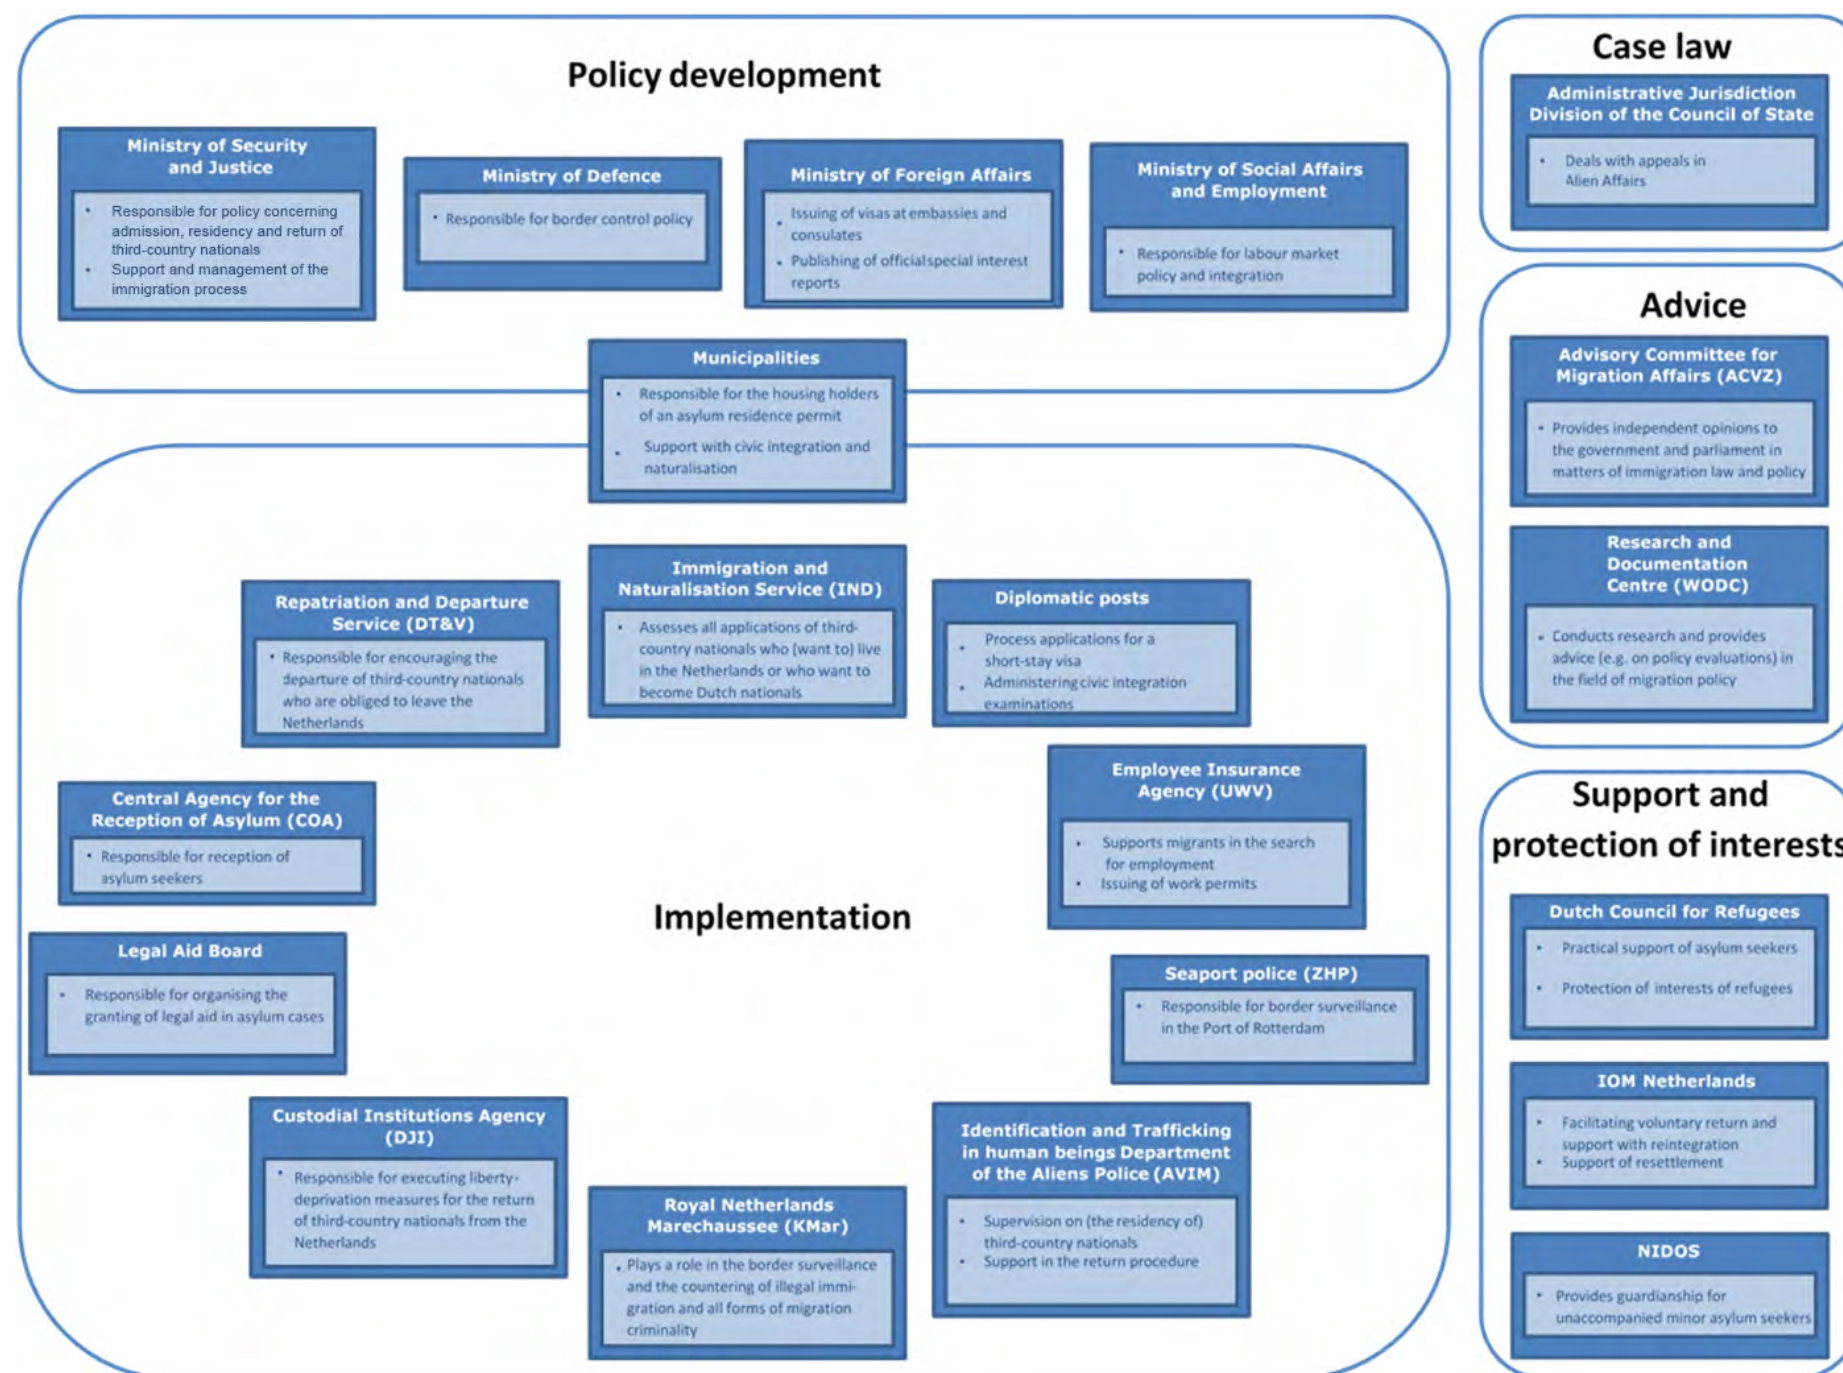 Policy development
Ministry of Security
and Justice
• Responsible for policy concerning
admission, residency and return of
third-country nationals
• Support and management of the
immigration process
Ministry of Defence
• Responsible for border control policy
Ministry of Foreign Affairs
• Issuing of visas at embassies and
consulates
• Publishing of official special interest
reports
Ministry of Social Affairs
and Employment
• Responsible for labour market
policy and integration
Municipalities
• Responsible for the housing holders
of an asylum residence permit
• Support with civic integration and
naturalisation
Implementation
Immigration and
Naturalisation Service (IND)
• Assesses all applications of third-
country nationals who (want to) live
in the Netherlands or who want to
become Dutch nationals
Repatriation and Departure
Service (DT&V)
• Responsible for encouraging the
departure of third-country nationals
who are obliged to leave the
Netherlands
Diplomatic posts
• Process applications for a
short-stay visa
• Administering civic integration
examinations
Central Agency for the
Reception of Asylum (COA)
• Responsible for reception of
asylum seekers
Employee Insurance
Agency (UWV)
• Supports migrants in the search
for employment
• Issuing of work permits
Legal Aid Board
• Responsible for organising the
granting of legal aid in asylum cases
Seaport police (ZHP)
• Responsible for border surveillance
in the Port of Rotterdam
Custodial Institutions Agency
(DJI)
• Responsible for executing liberty-
deprivation measures for the return
of third-country nationals from the
Netherlands
Royal Netherlands
Marechaussee (KMar)
• Plays a role in the border surveillance
and the countering of illegal immi-
gration and all forms of migration
criminality
Identification and Trafficking
in human beings Department
of the Aliens Police (AVIM)
• Supervision on (the residency of)
third-country nationals
• Support in the return procedure
Case law
Administrative Jurisdiction
Division of the Council of State
• Deals with appeals in
Alien Affairs
Advice
Advisory Committee for
Migration Affairs (ACVZ)
• Provides independent opinions to
the government and parliament in
matters of immigration law and policy
Research and
Documentation
Centre (WODC)
• Conducts research and provides
advice (e.g. on policy evaluations) in
the field of migration policy
Support and
protection of interests
Dutch Council for Refugees
• Practical support of asylum seekers
• Protection of interests of refugees
IOM Netherlands
• Facilitating voluntary return and
support with reintegration
• Support of resettlement
NIDOS
• Provides guardianship for
unaccompanied minor asylum seekers